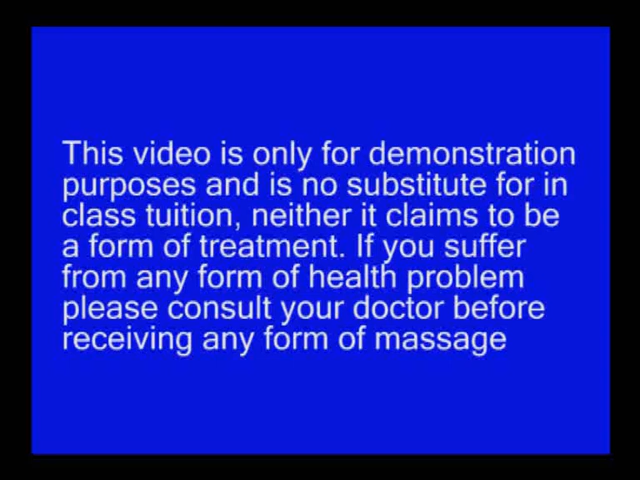 This video is only for demonstration
purposes and is no substitute for in
class tuition, neither it claims to be
a form of treatment. If you suffer
from any form of health problem
please consult your doctor before
receiving any form of massage